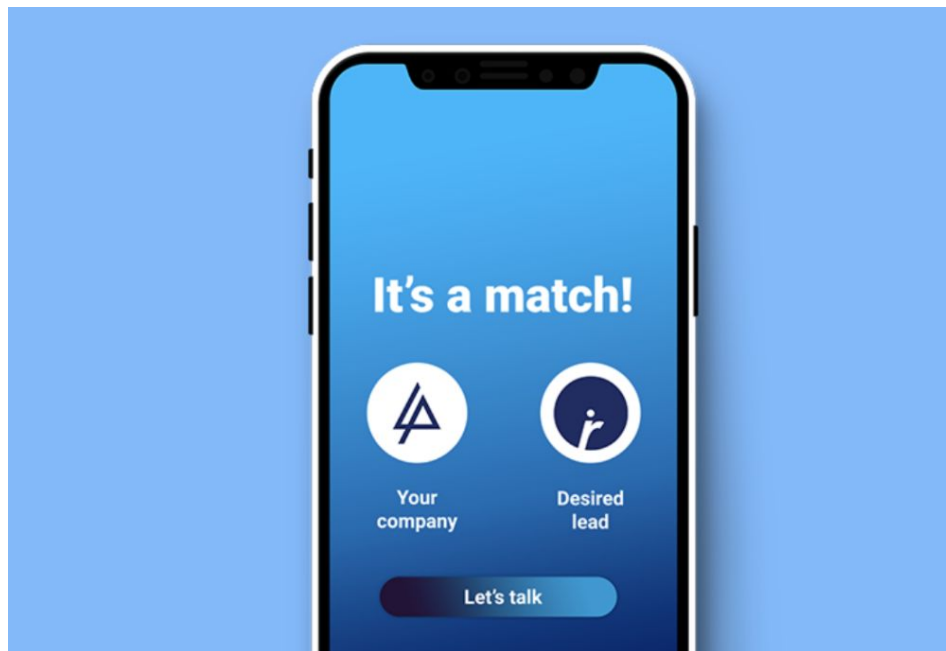 It’s a match!
Your
company
Desired
lead
Let’s talk